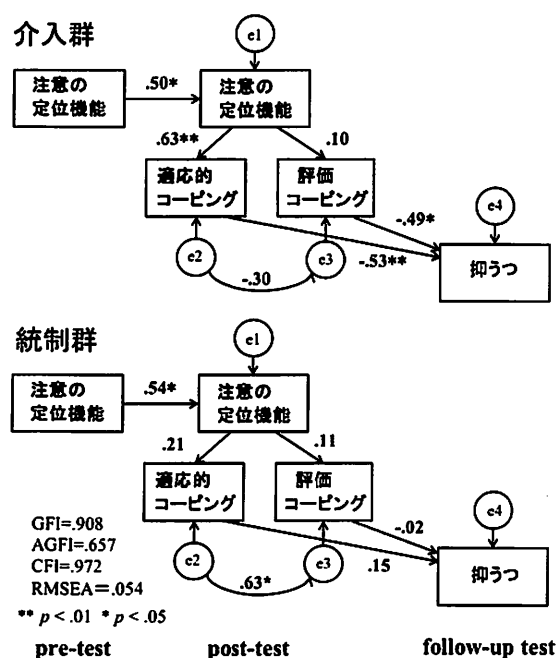 介入群
e1
注意の
定位機能
.50*
注意の
定位機能
.63**
.10
適応的
コーピング
評価
コーピング
-.49*
e4
e2
e3
-.53**
抑うつ
-.30
統制群
e1
注意の
定位機能
.54*
注意の
定位機能
.21
.11
適応的
コーピング
評価
コーピング
-.02
e4
GFI=.908
AGFI=.657
CFI=.972
RMSEA=.054
e2
e3
.15
抑うつ
.63*
** p < .01 * p < .05
pre-test
post-test
follow-up test